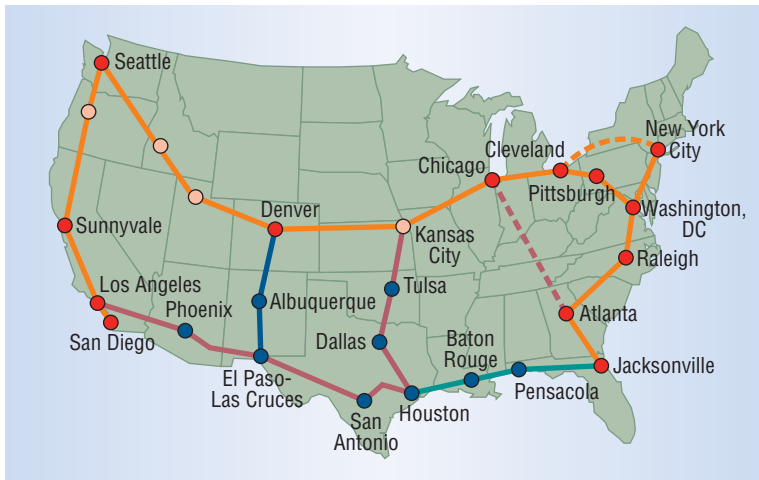 Seattle
New York
City
Cleveland
Chicago
Pittsburgh
Washington,
DC
Denver
Sunnyvale
Kansas
City
Raleigh
Los Angeles
Tulsa
Phoenix
Albuquerque
Atlanta
San Diego
Dallas
Baton
Rouge
Jacksonville
El Paso-
Las Cruces
Pensacola
Houston
San
Antonio